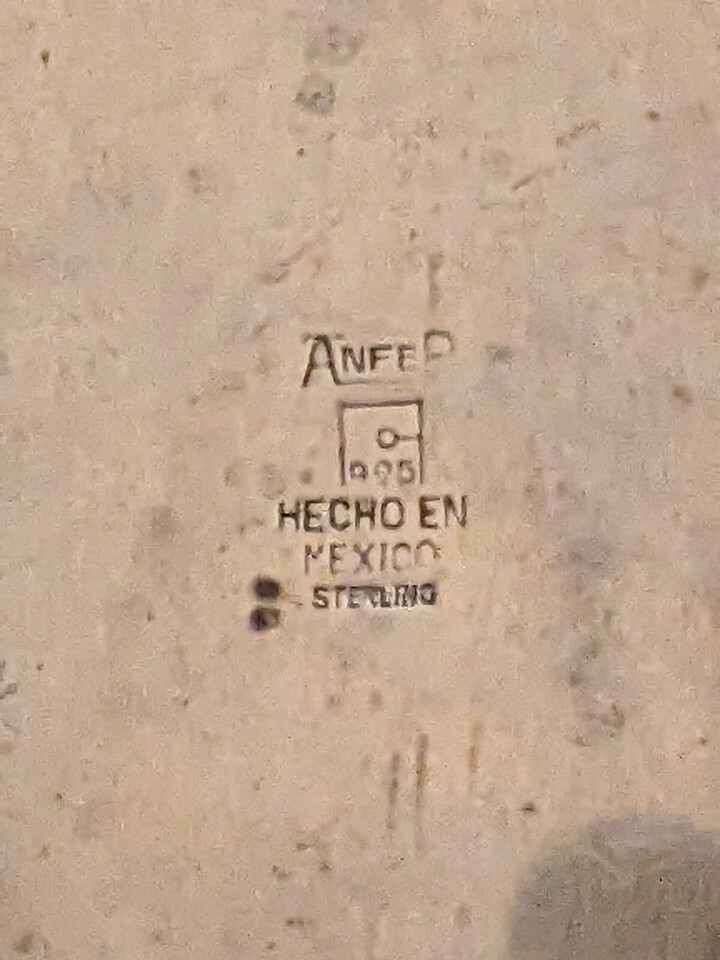 ANFER
925
HECHO EN
MEXICO
STERLING